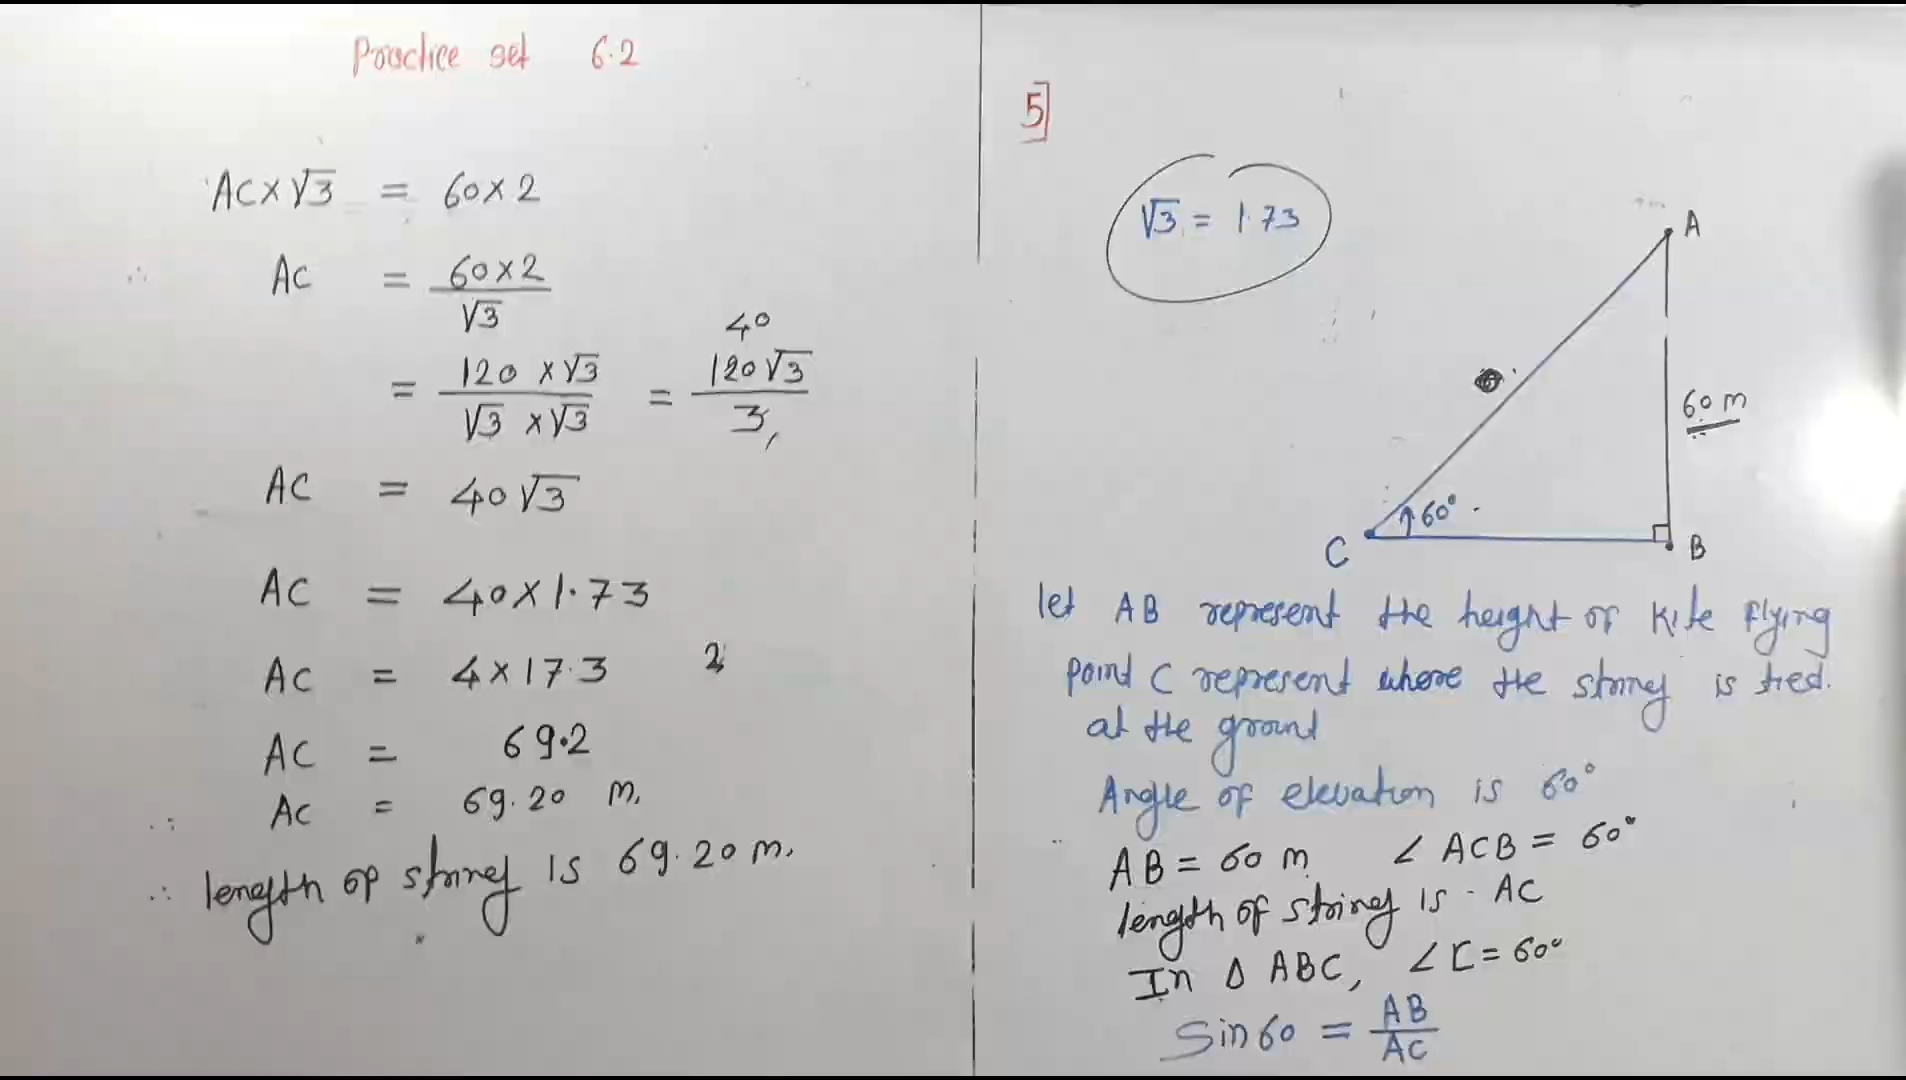 Practice set 6.2
AC × √3 = 60 × 2
∴ AC = 60 × 2 / √3
= 120 × √3 / √3 × √3 = 120√3 / 3
40
AC = 40√3
AC = 40 × 1.73
AC = 4 × 17.3 2
AC = 69.2
∴ AC = 69.20 m.
∴ length of string is 69.20 m.
5]
√3 = 1.73
A
60 m
60°
C
B
let AB represent the height of kite flying
point C represent where the string is tied.
at the ground
Angle of elevation is 60°
∴ AB = 60 m ∠ACB = 60°
length of string is AC
In Δ ABC, ∠C = 60°
Sin 60 = AB / AC